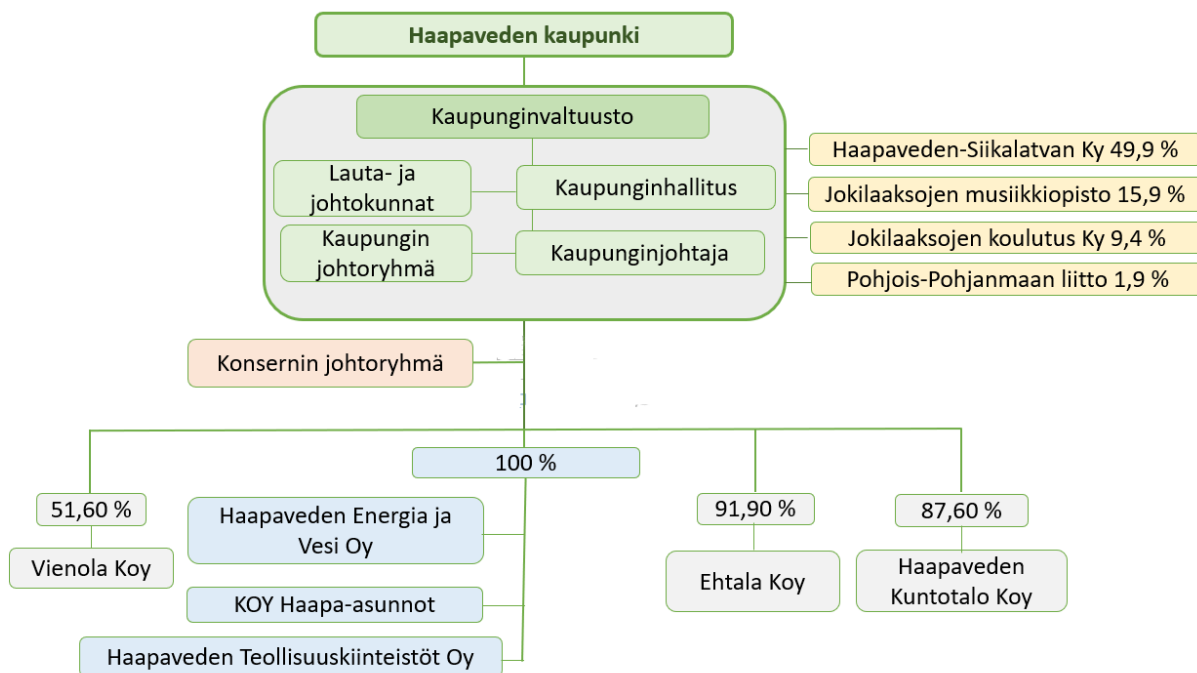 Haapaveden kaupunki
Kaupunginvaltuusto
Lauta- ja
johtokunnat
Kaupunginhallitus
Kaupungin
johtoryhmä
Kaupunginjohtaja
Haapaveden-Siikalatvan Ky 49,9 %
Jokilaaksojen musiikkiopisto 15,9 %
Jokilaaksojen koulutus Ky 9,4 %
Pohjois-Pohjanmaan liitto 1,9 %
Konsernin johtoryhmä
51,60 %
Vienola Koy
100 %
Haapaveden Energia ja
Vesi Oy
KOY Haapa-asunnot
Haapaveden Teollisuuskiinteistöt Oy
91,90 %
Ehtala Koy
87,60 %
Haapaveden
Kuntotalo Koy